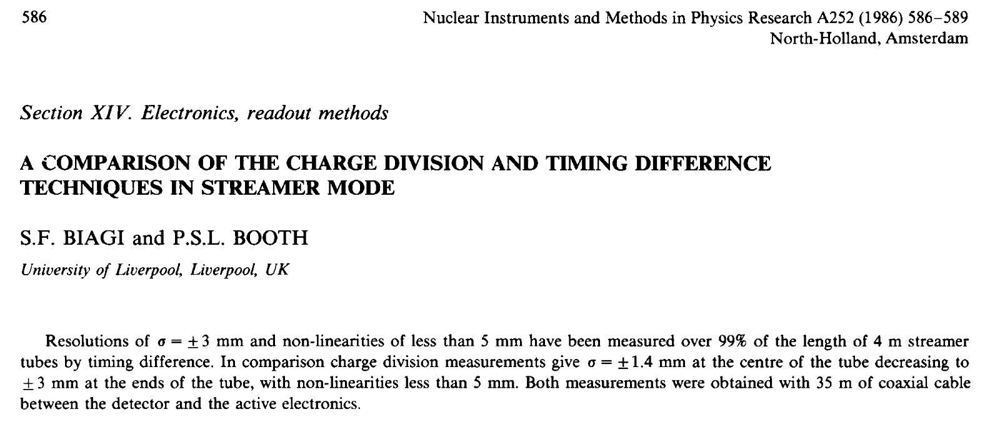 586
Nuclear Instruments and Methods in Physics Research A252 (1986) 586–589
North-Holland, Amsterdam
Section XIV. Electronics, readout methods
A COMPARISON OF THE CHARGE DIVISION AND TIMING DIFFERENCE
TECHNIQUES IN STREAMER MODE
S.F. BIAGI and P.S.L. BOOTH
University of Liverpool, Liverpool, UK
Resolutions of σ = ±3 mm and non-linearities of less than 5 mm have been measured over 99% of the length of 4 m streamer
tubes by timing difference. In comparison charge division measurements give σ = ±1.4 mm at the centre of the tube decreasing to
±3 mm at the ends of the tube, with non-linearities less than 5 mm. Both measurements were obtained with 35 m of coaxial cable
between the detector and the active electronics.